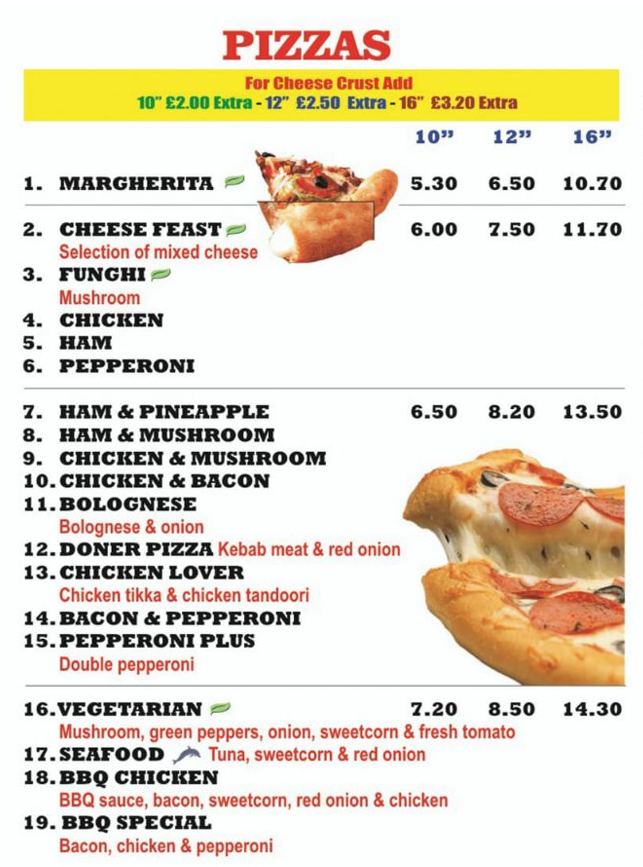 PIZZAS
For Cheese Crust Add
10" £2.00 Extra - 12" £2.50 Extra - 16" £3.20 Extra
10" 12" 16"
1. MARGHERITA 5.30 6.50 10.70
2. CHEESE FEAST 6.00 7.50 11.70
Selection of mixed cheese
3. FUNGHI
Mushroom
4. CHICKEN
5. HAM
6. PEPPERONI
7. HAM & PINEAPPLE 6.50 8.20 13.50
8. HAM & MUSHROOM
9. CHICKEN & MUSHROOM
10. CHICKEN & BACON
11. BOLOGNESE
Bolognese & onion
12. DONER PIZZA Kebab meat & red onion
13. CHICKEN LOVER
Chicken tikka & chicken tandoori
14. BACON & PEPPERONI
15. PEPPERONI PLUS
Double pepperoni
16. VEGETARIAN 7.20 8.50 14.30
Mushroom, green peppers, onion, sweetcorn & fresh tomato
17. SEAFOOD Tuna, sweetcorn & red onion
18. BBQ CHICKEN
BBQ sauce, bacon, sweetcorn, red onion & chicken
19. BBQ SPECIAL
Bacon, chicken & pepperoni